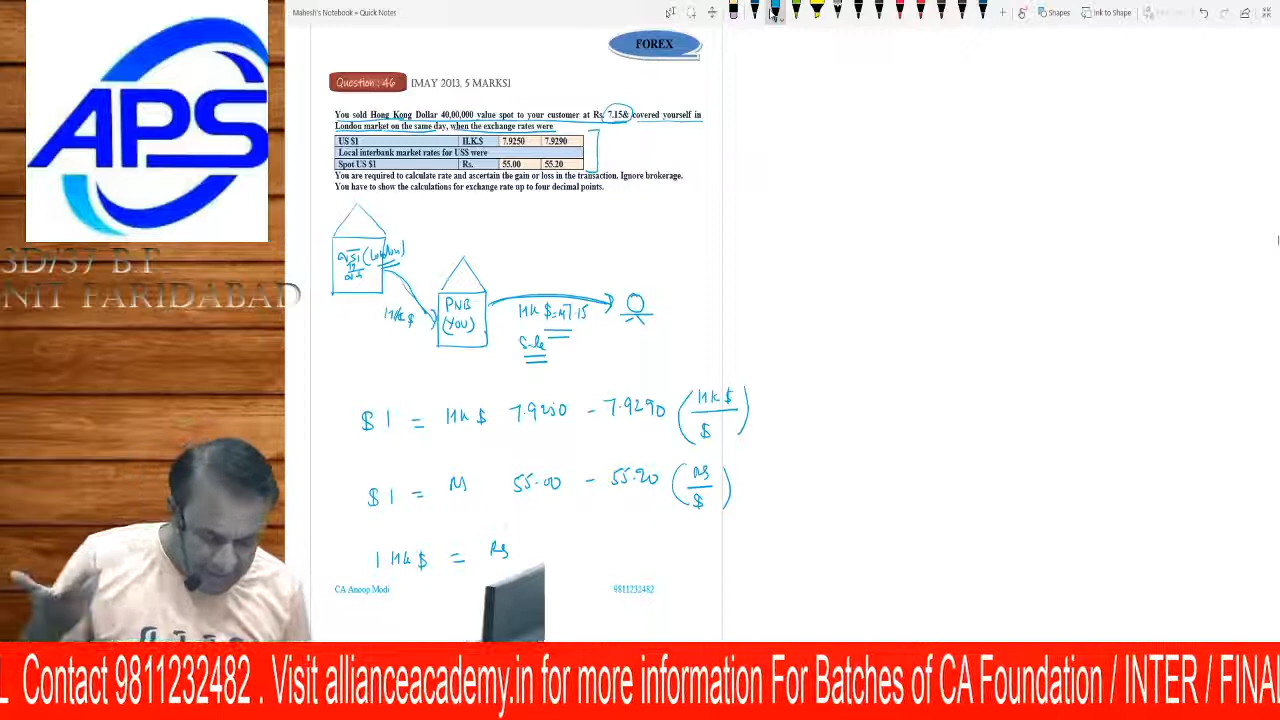 Mahesh's Notebook » Quick Notes
Shapes
Ink to Shape
APS
3D/57 B.P.
NIT FARIDABAD
FOREX
Question : 46 [MAY 2013, 5 MARKS]
You sold Hong Kong Dollar 40,00,000 value spot to your customer at Rs. 7.15& covered yourself in
London market on the same day, when the exchange rates were
US $1 H.K.$ 7.9250 7.9290
Local interbank market rates for US$ were
Spot US $1 Rs. 55.00 55.20
You are required to calculate rate and ascertain the gain or loss in the transaction. Ignore brokerage.
You have to show the calculations for exchange rate up to four decimal points.
(London)
HK $
PNB
(YOU)
HK $ = ₹7.15
Sale
$ 1 = HK $ 7.9250 - 7.9290 (HK $ / $)
$ 1 = Rs 55.00 - 55.20 (Rs / $)
1 HK $ = Rs
CA Anoop Modi 9811232482
L Contact 9811232482 . Visit allianceacademy.in for more information For Batches of CA Foundation / INTER / FINAL